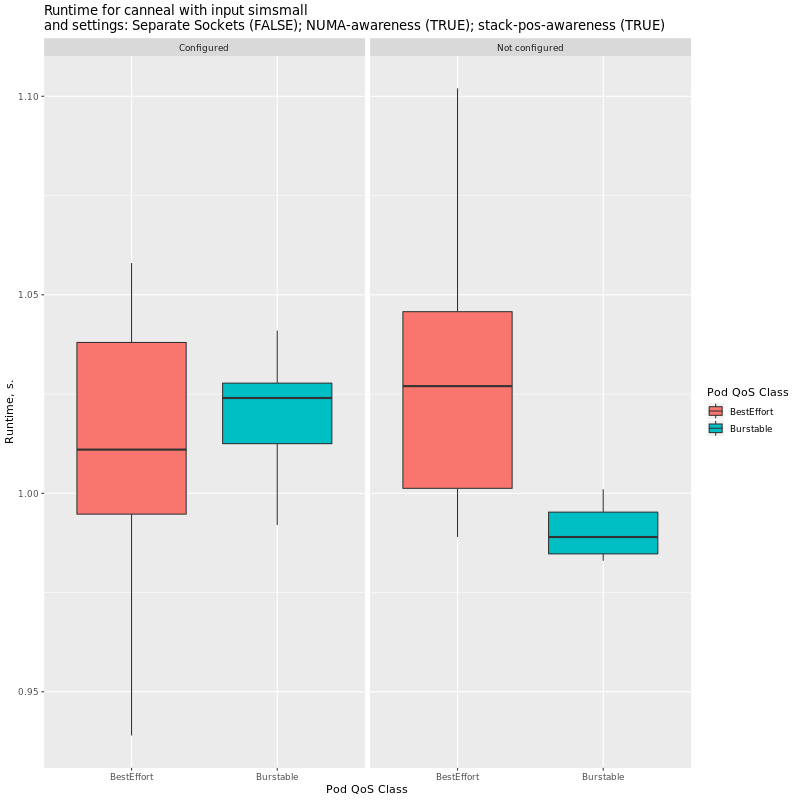 Runtime for canneal with input simsmall
and settings: Separate Sockets (FALSE); NUMA-awareness (TRUE); stack-pos-awareness (TRUE)
Configured
Not configured
1.10
1.05
1.00
0.95
Runtime, s.
BestEffort
Burstable
BestEffort
Burstable
Pod QoS Class
Pod QoS Class
BestEffort
Burstable